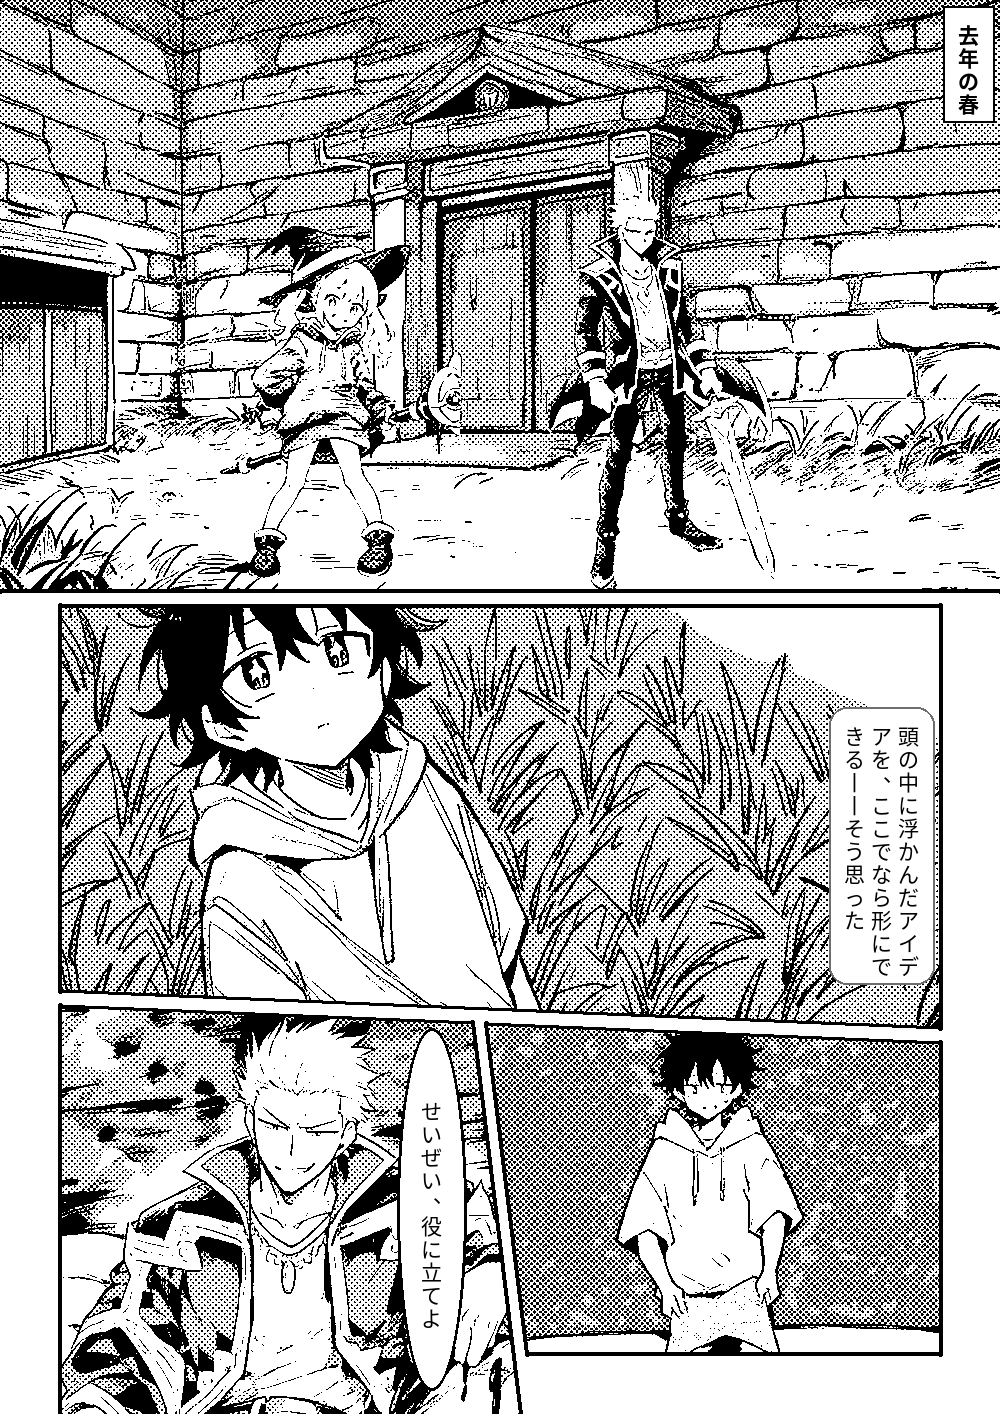 去年の春
頭の中に浮かんだアイデ
アを、ここでなら形にで
きる——そう思った
せいぜい、役に立てよ